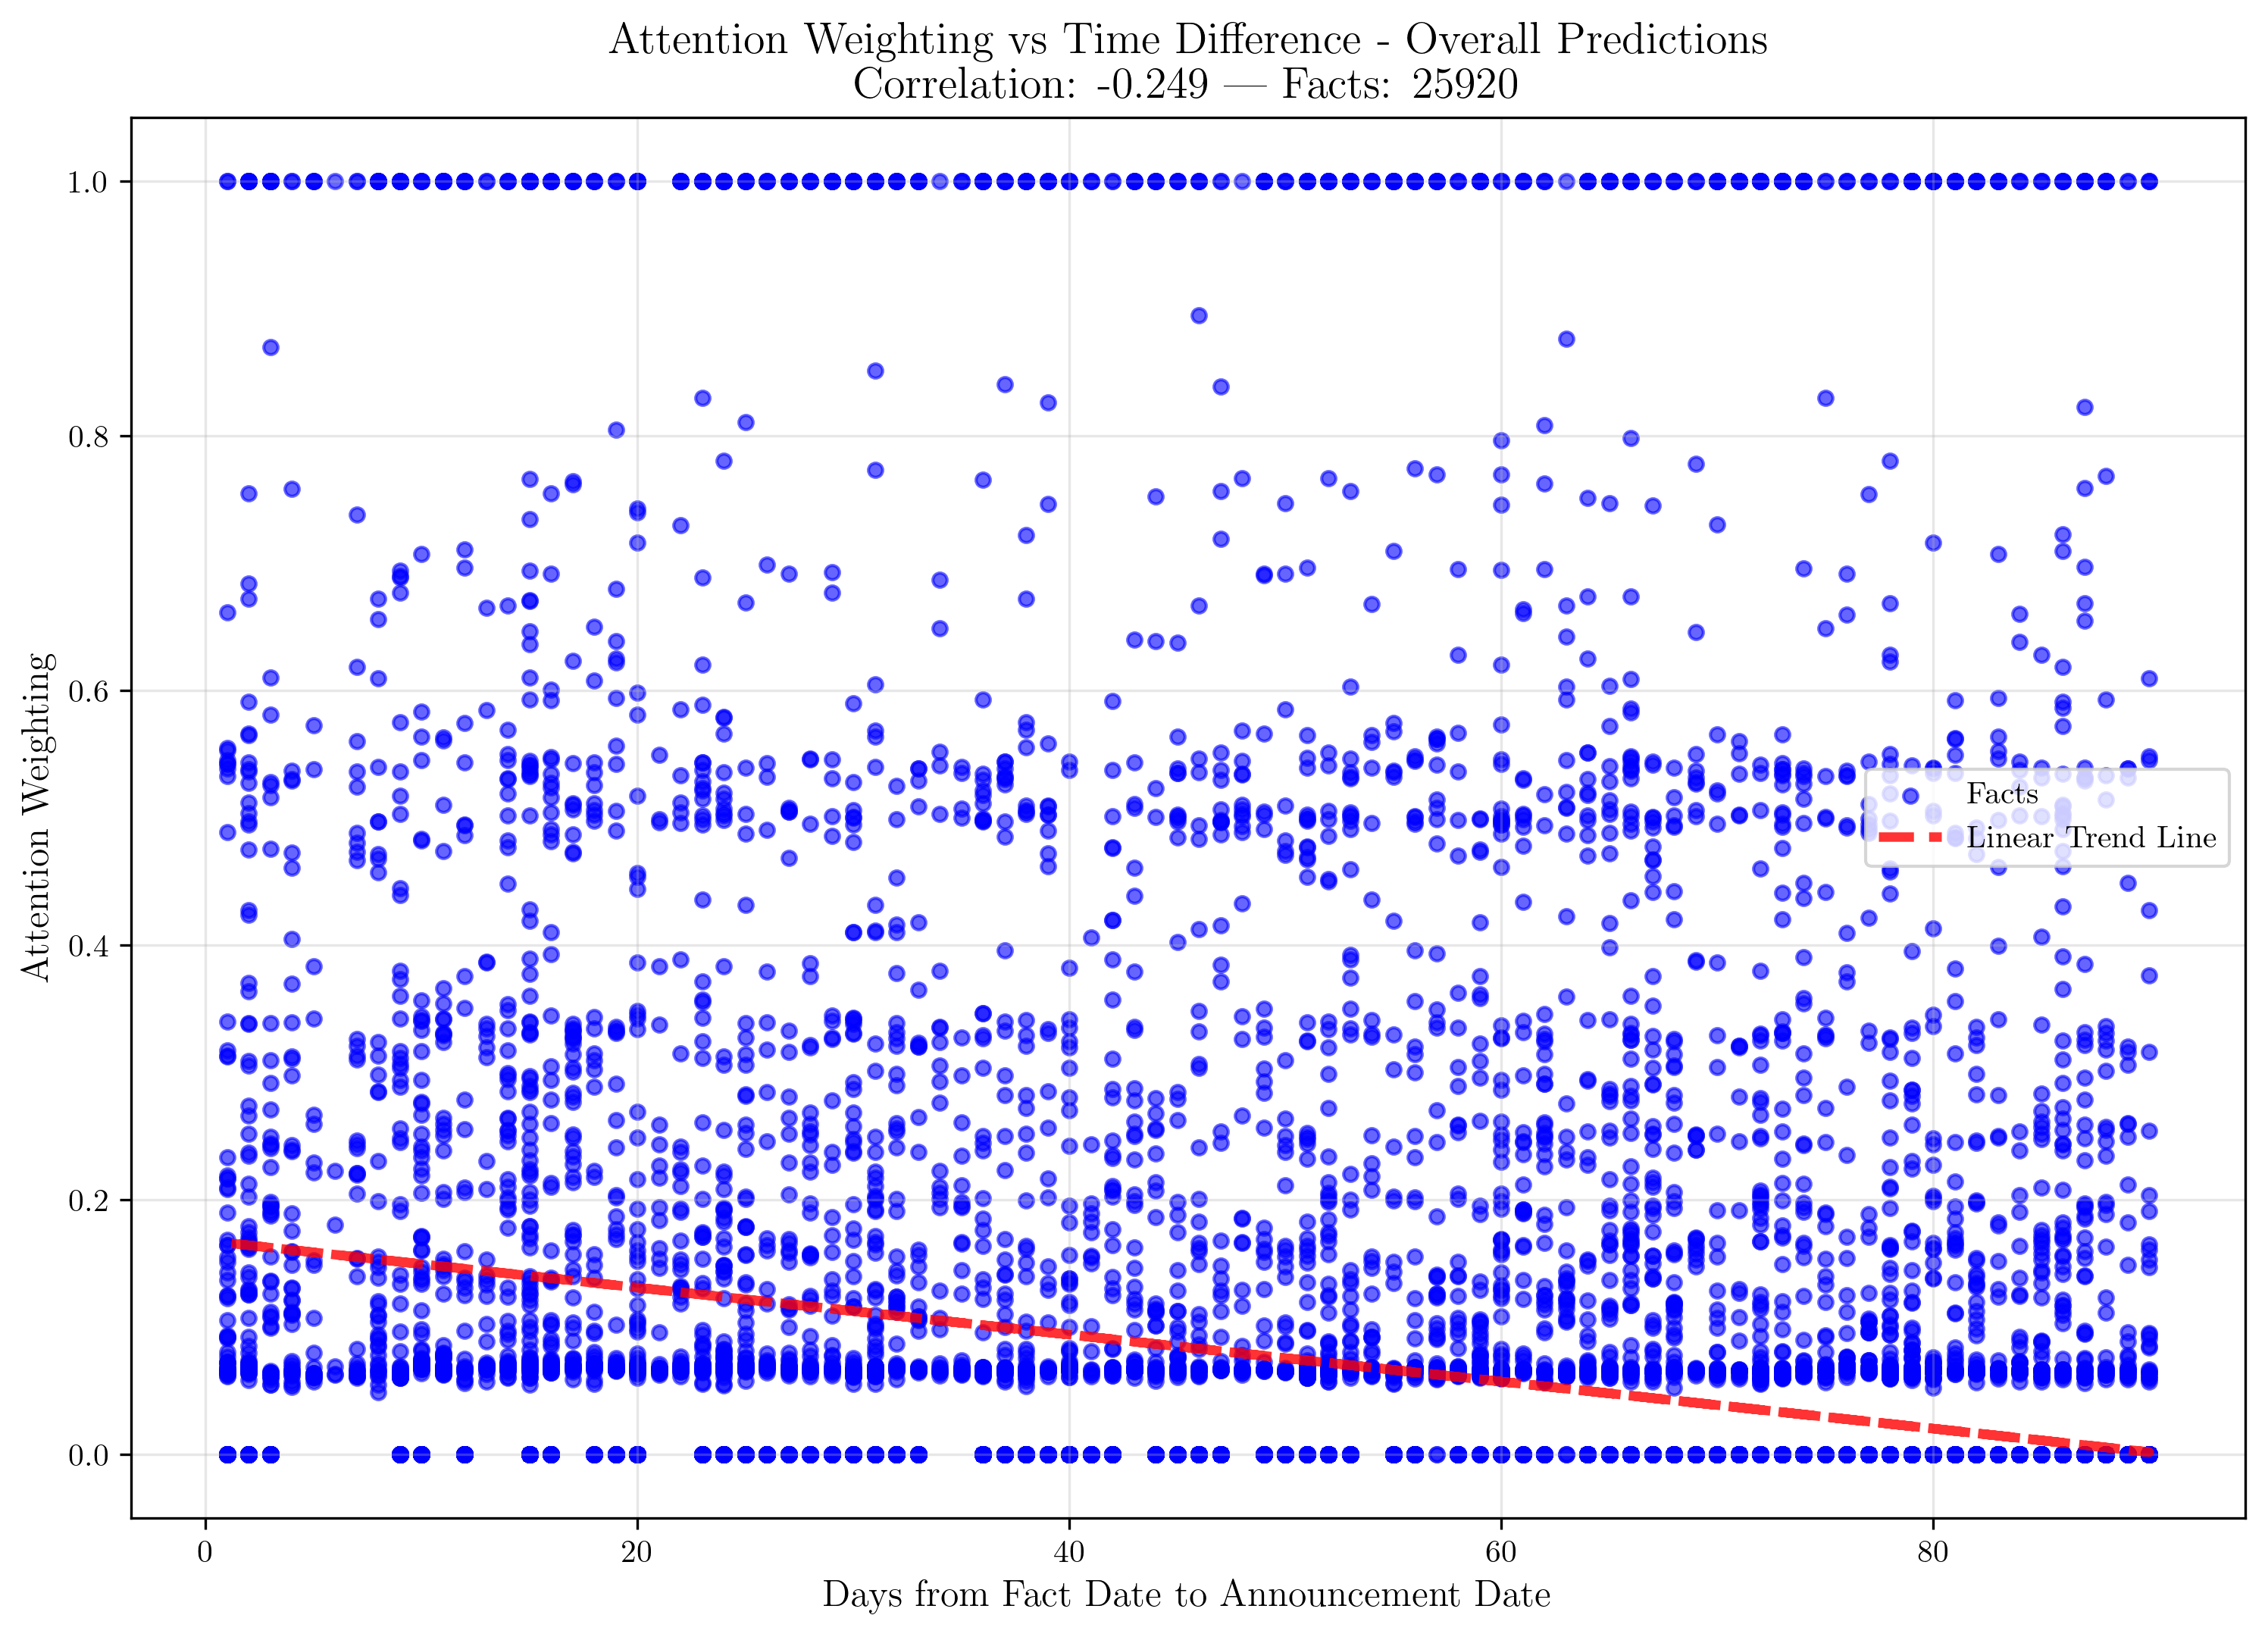 Attention Weighting vs Time Difference - Overall Predictions
Correlation: -0.249 — Facts: 25920
1.0
0.8
0.6
0.4
0.2
0.0
Attention Weighting
Facts
Linear Trend Line
0 20 40 60 80
Days from Fact Date to Announcement Date